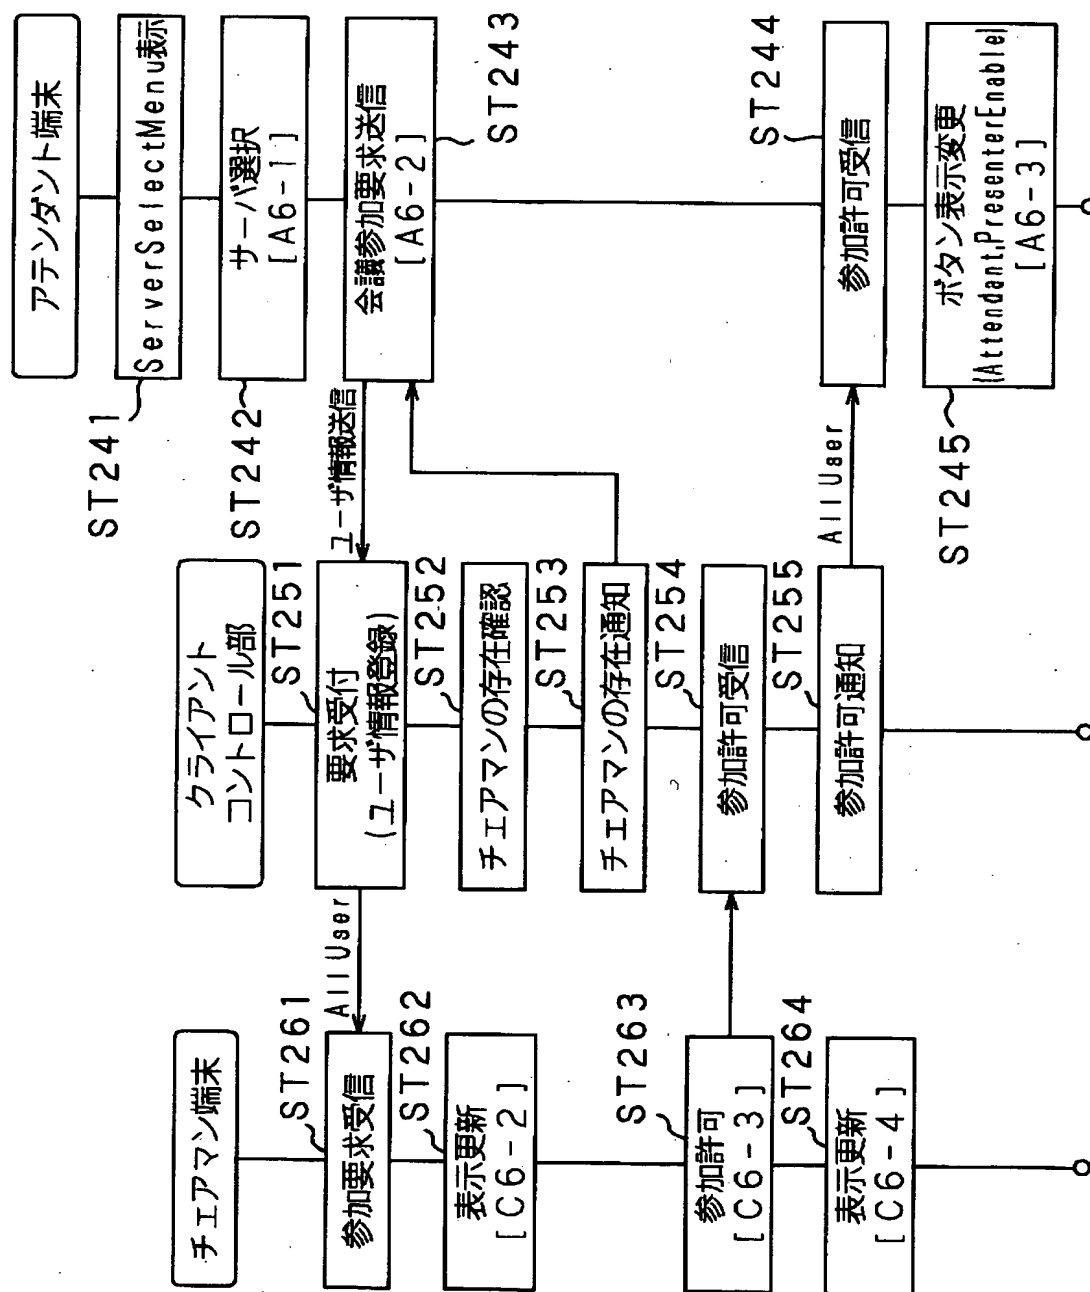 チェアマン端末
ST261
参加要求受信
ST262
表示更新
[C6-2]
ST263
参加許可
[C6-3]
ST264
表示更新
[C6-4]
AllUser
クライアント
コントロール部
ST251
要求受付
(ユーザ情報登録)
ST252
チェアマンの存在確認
ST253
チェアマンの存在通知
ST254
参加許可受信
ST255
参加許可通知
ユーザ情報送信
AllUser
アテンダント端末
ST241
ServerSelectMenu表示
ST242
サーバ選択
[A6-1]
会議参加要求送信
[A6-2]
ST243
参加許可受信
ST244
ボタン表示変更
(Attendant,PresenterEnable)
[A6-3]
ST245